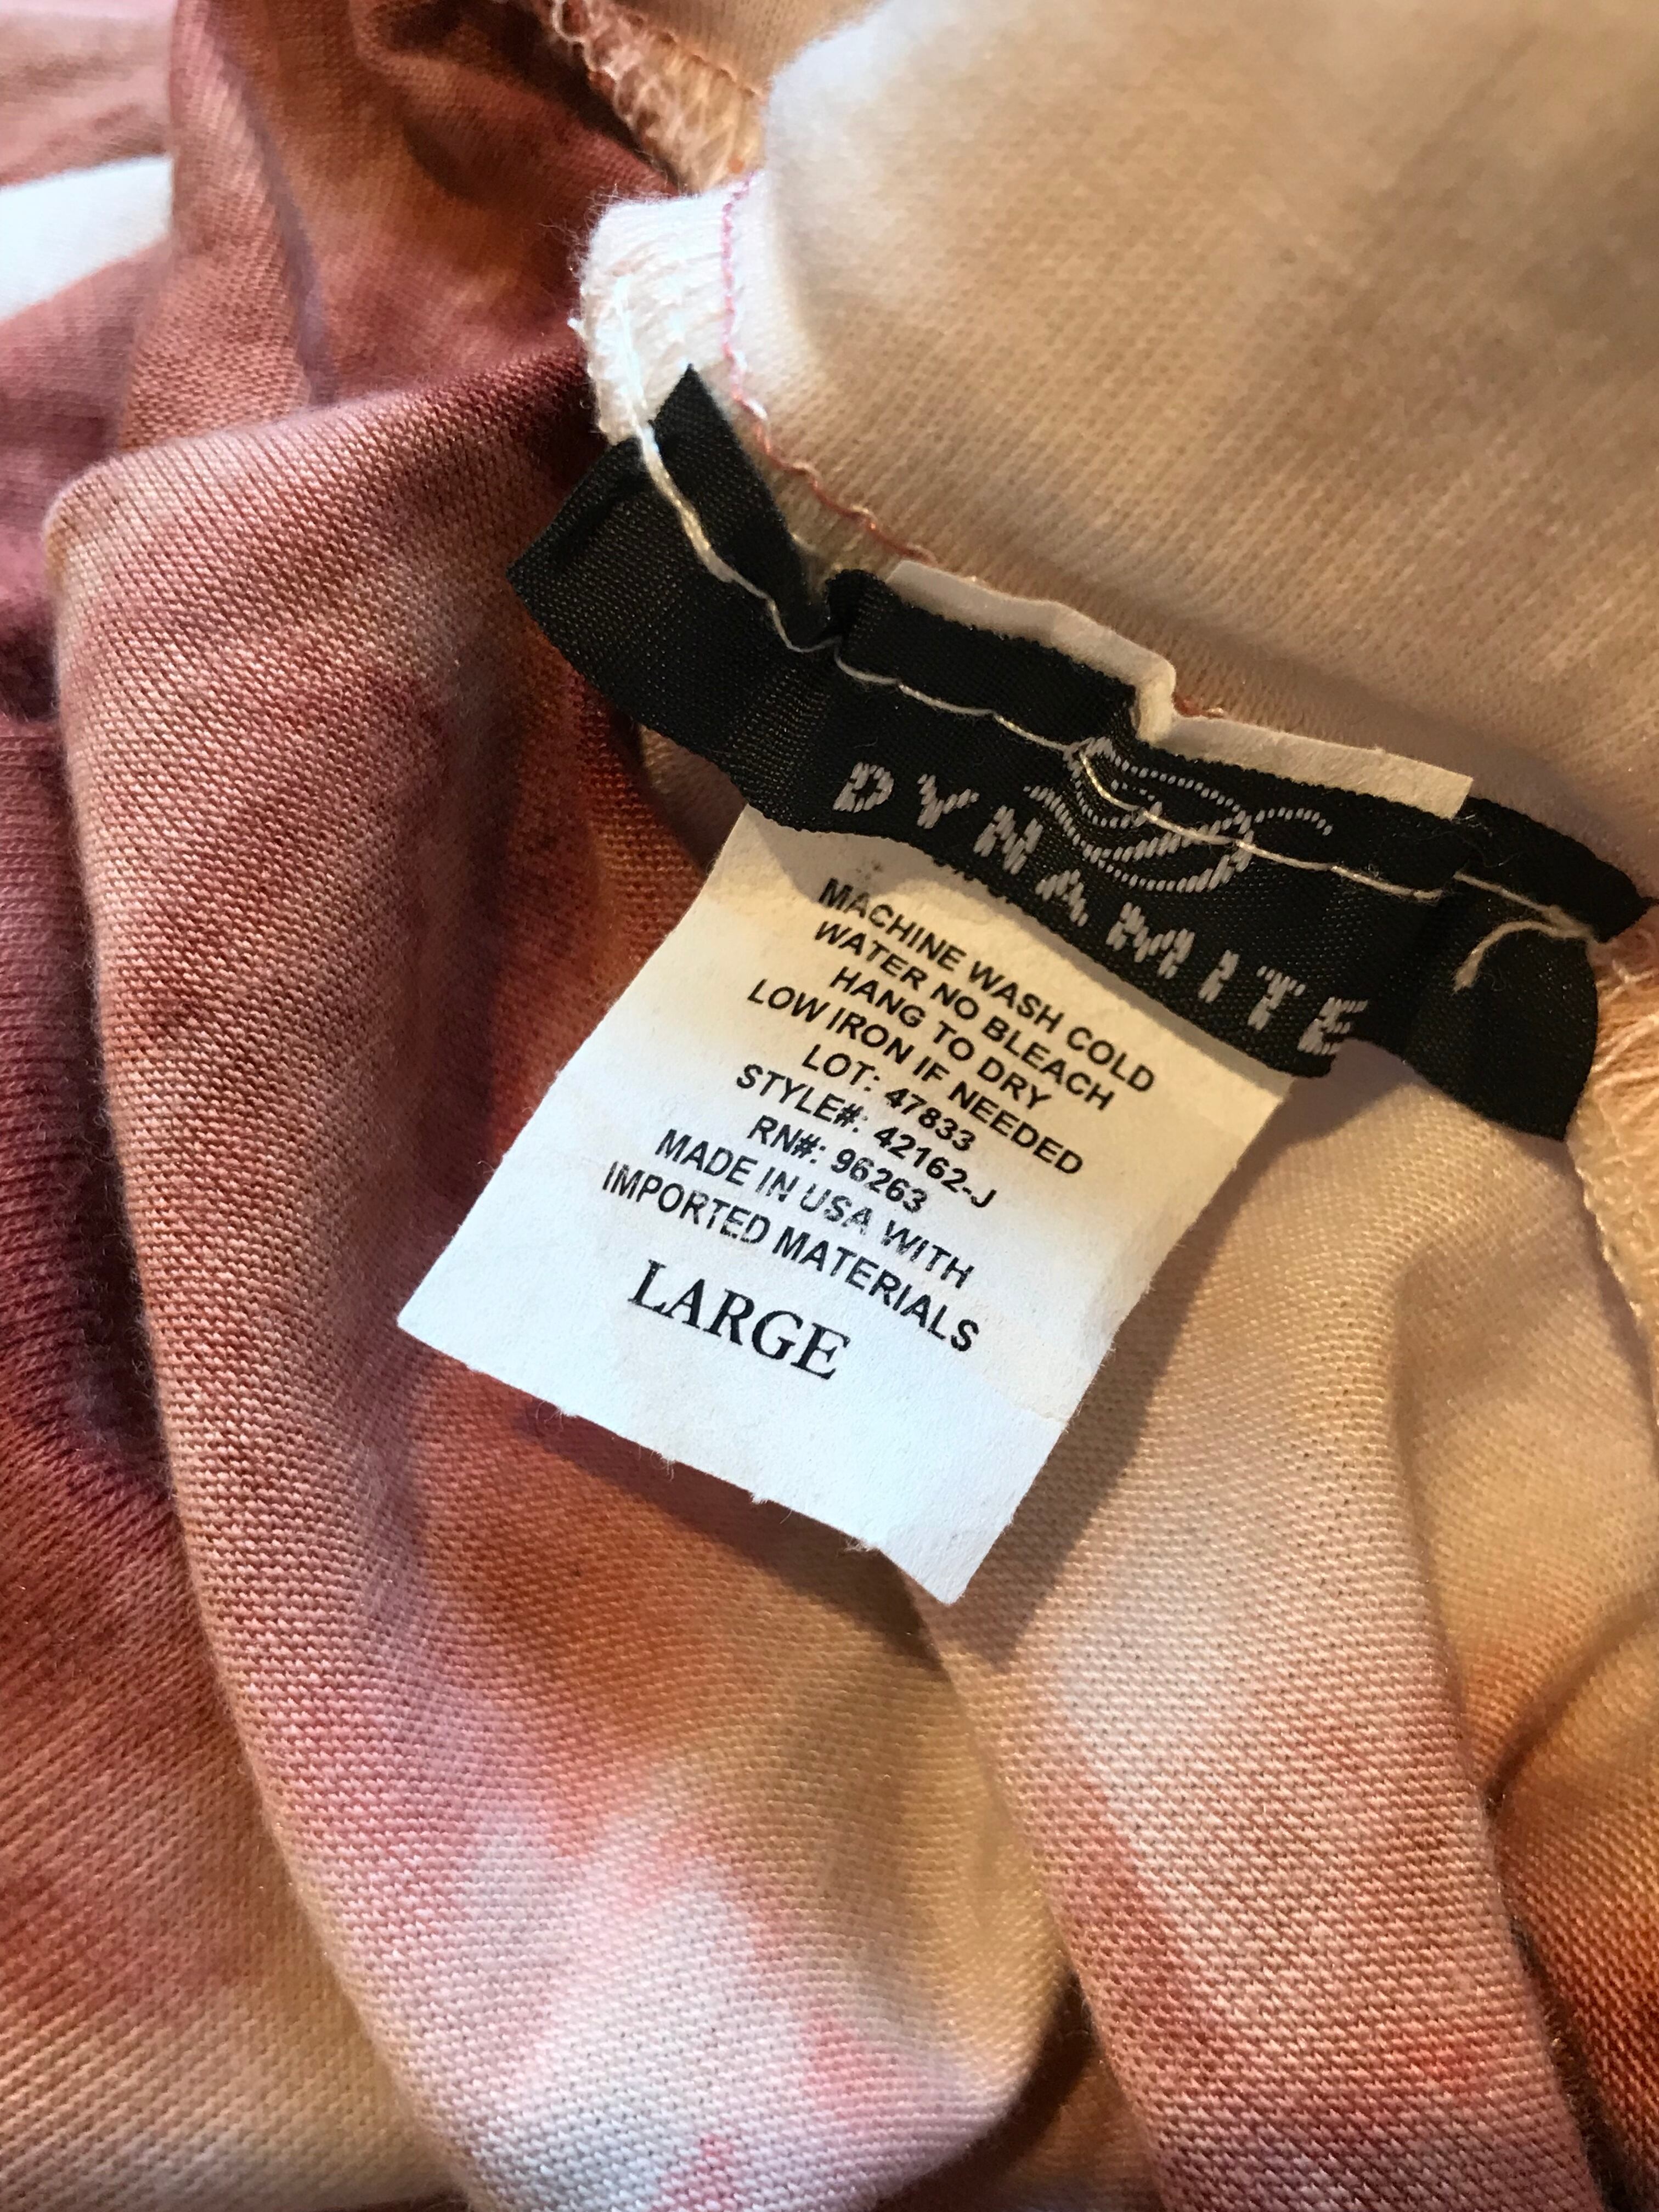 DYNAMITE
MACHINE WASH COLD
WATER NO BLEACH
HANG TO DRY
LOW IRON IF NEEDED
LOT: 47833
STYLE#: 42162-J
RN#: 96263
MADE IN USA WITH
IMPORTED MATERIALS
LARGE